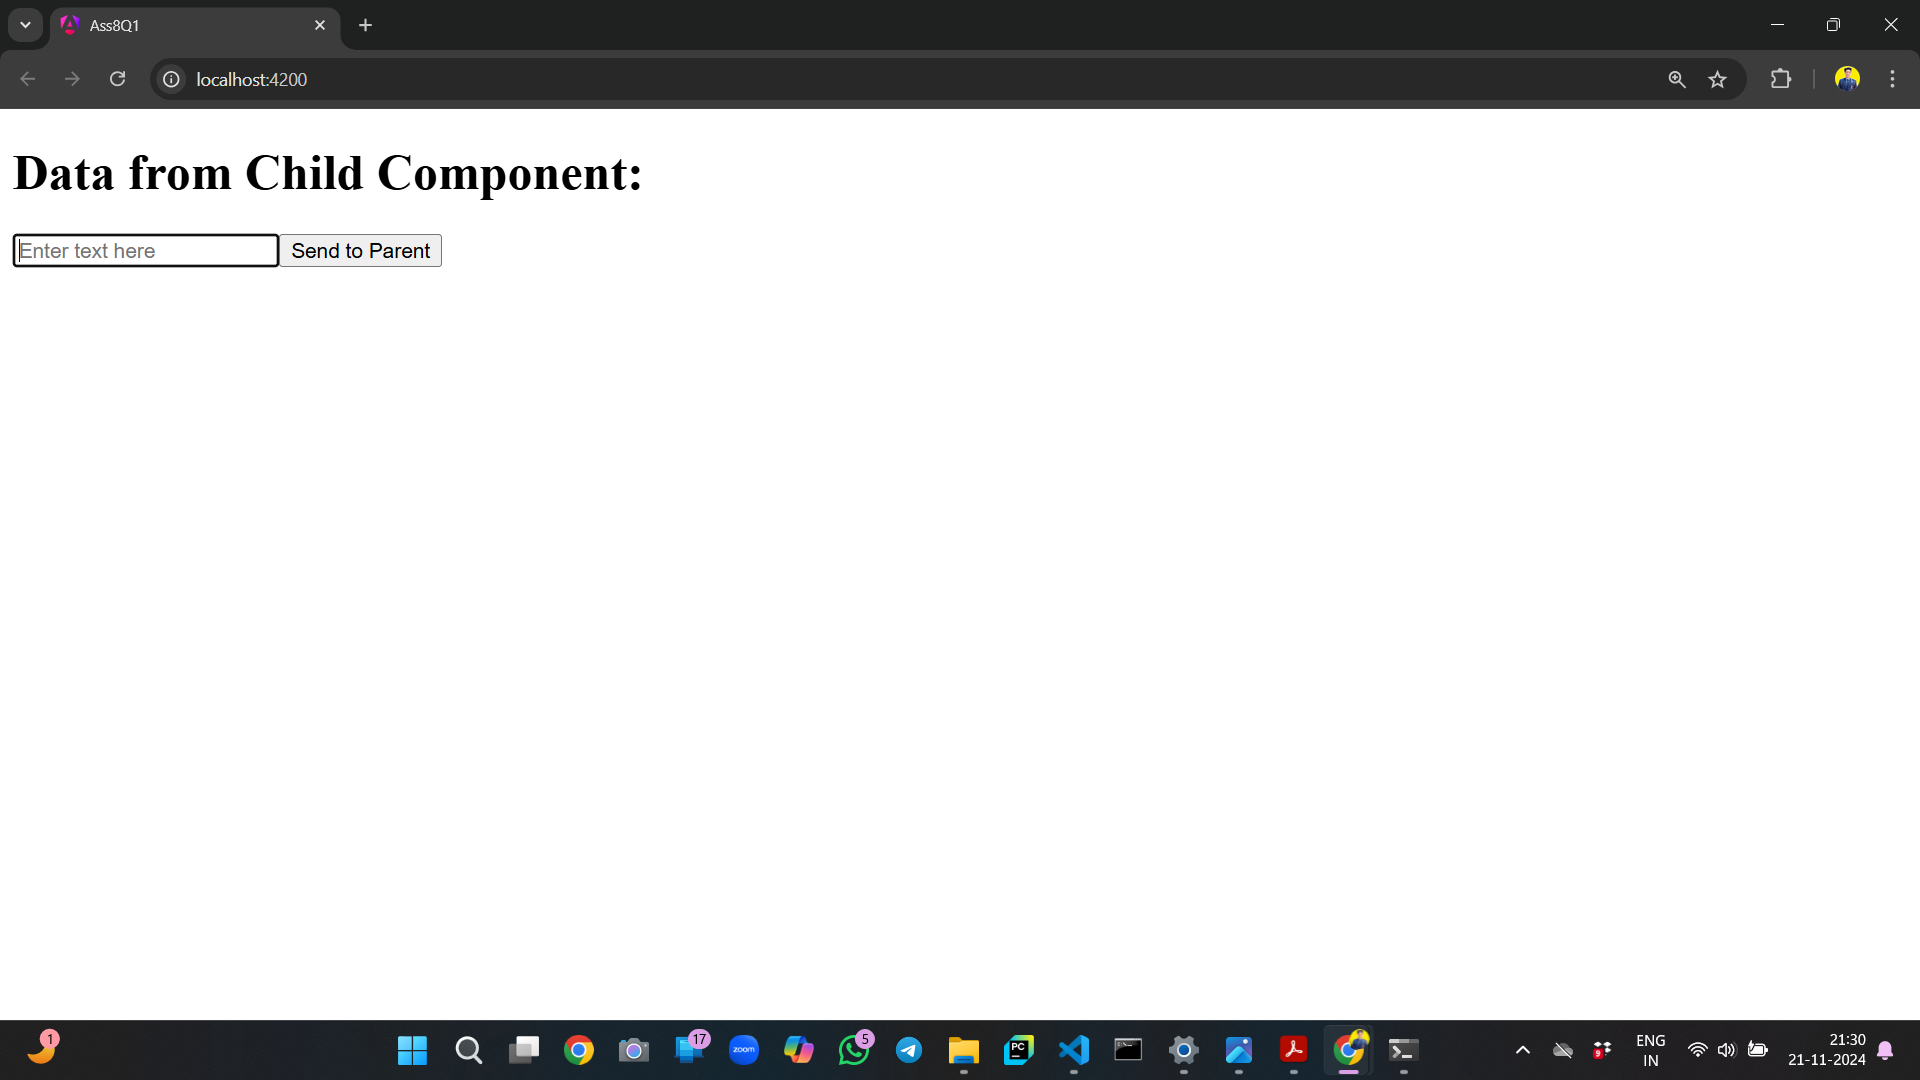 Ass8Q1
localhost:4200
Data from Child Component:
Enter text here
Send to Parent
1
17
zoom
5
PC
9
ENG
IN
21:30
21-11-2024